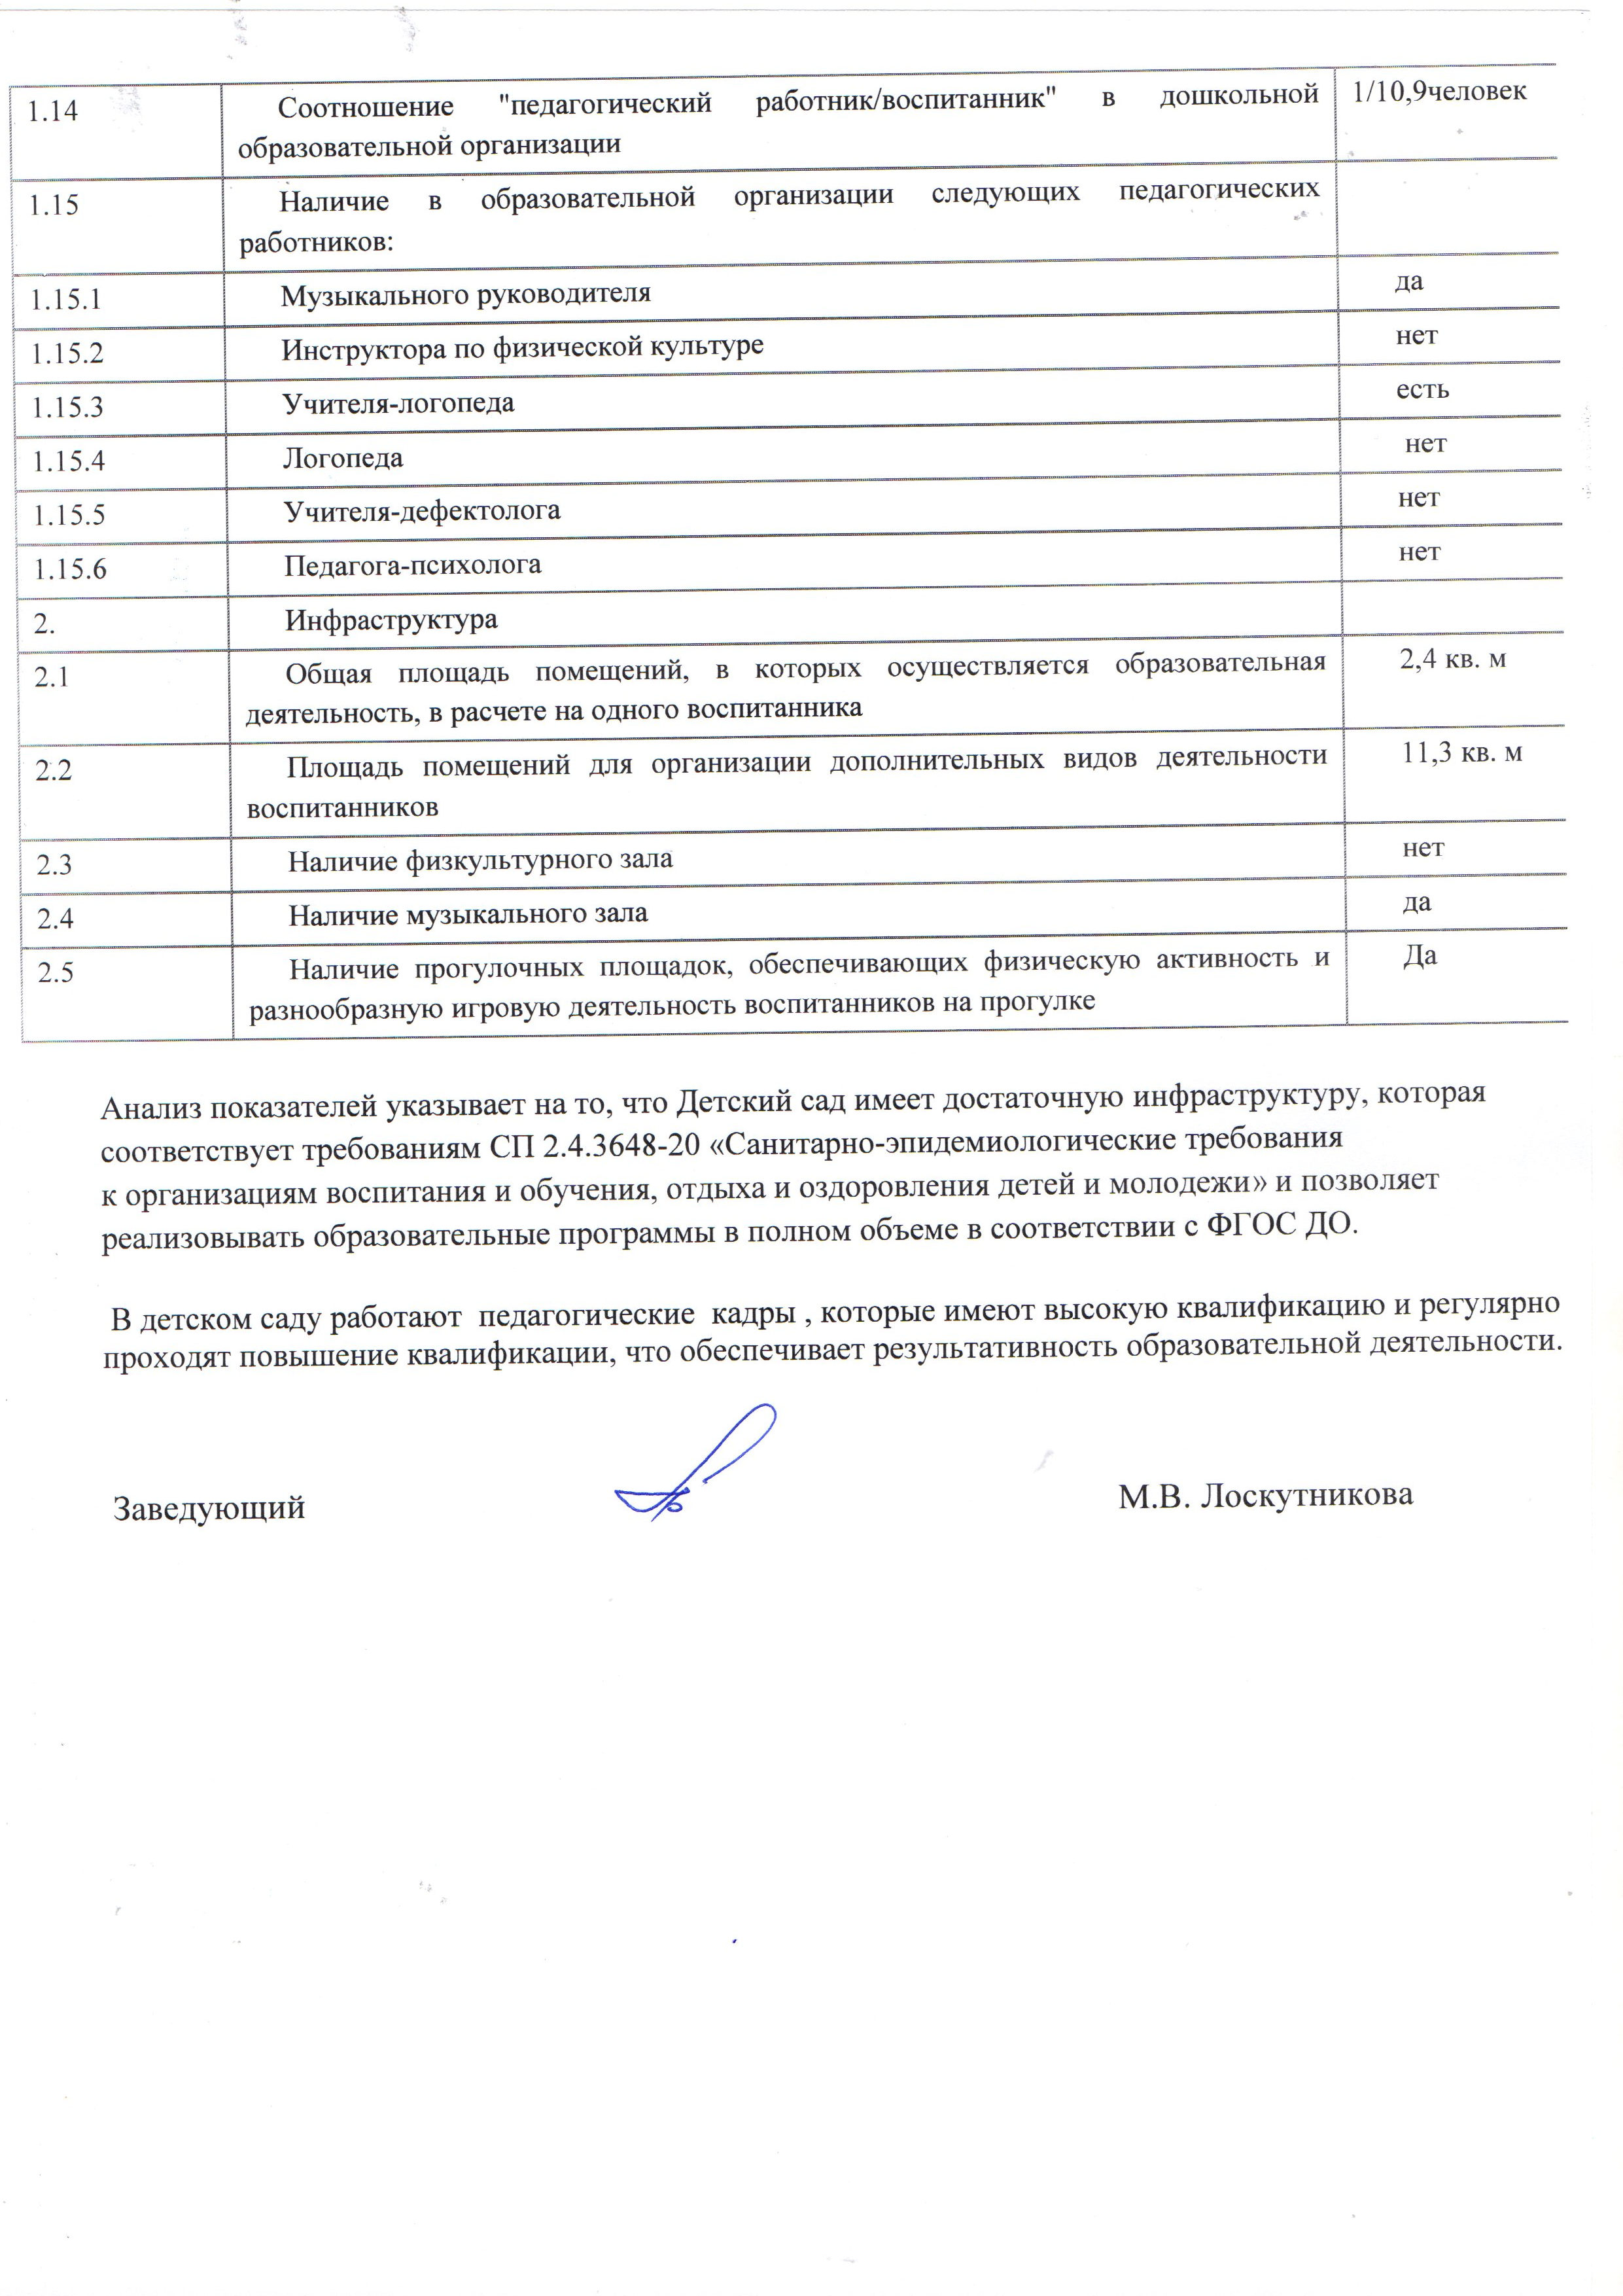 1.14 Соотношение "педагогический работник/воспитанник" в дошкольной 1/10,9человек
образовательной организации
1.15 Наличие в образовательной организации следующих педагогических
работников:
1.15.1 Музыкального руководителя да
1.15.2 Инструктора по физической культуре нет
1.15.3 Учителя-логопеда есть
1.15.4 Логопеда нет
1.15.5 Учителя-дефектолога нет
1.15.6 Педагога-психолога нет
2. Инфраструктура
2.1 Общая площадь помещений, в которых осуществляется образовательная 2,4 кв. м
деятельность, в расчете на одного воспитанника
2.2 Площадь помещений для организации дополнительных видов деятельности 11,3 кв. м
воспитанников
2.3 Наличие физкультурного зала нет
2.4 Наличие музыкального зала да
2.5 Наличие прогулочных площадок, обеспечивающих физическую активность и Да
разнообразную игровую деятельность воспитанников на прогулке
Анализ показателей указывает на то, что Детский сад имеет достаточную инфраструктуру, которая
соответствует требованиям СП 2.4.3648-20 «Санитарно-эпидемиологические требования
к организациям воспитания и обучения, отдыха и оздоровления детей и молодежи» и позволяет
реализовывать образовательные программы в полном объеме в соответствии с ФГОС ДО.
В детском саду работают педагогические кадры , которые имеют высокую квалификацию и регулярно
проходят повышение квалификации, что обеспечивает результативность образовательной деятельности.
Заведующий М.В. Лоскутникова